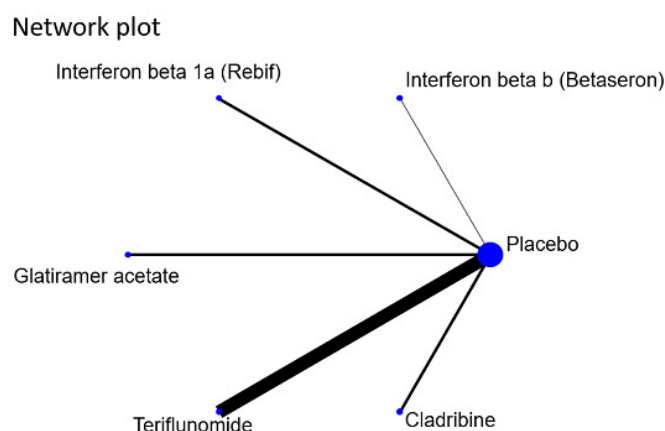 Network plot
Interferon beta 1a (Rebif)
Interferon beta b (Betaseron)
Placebo
Glatiramer acetate
Teriflunomide
Cladribine